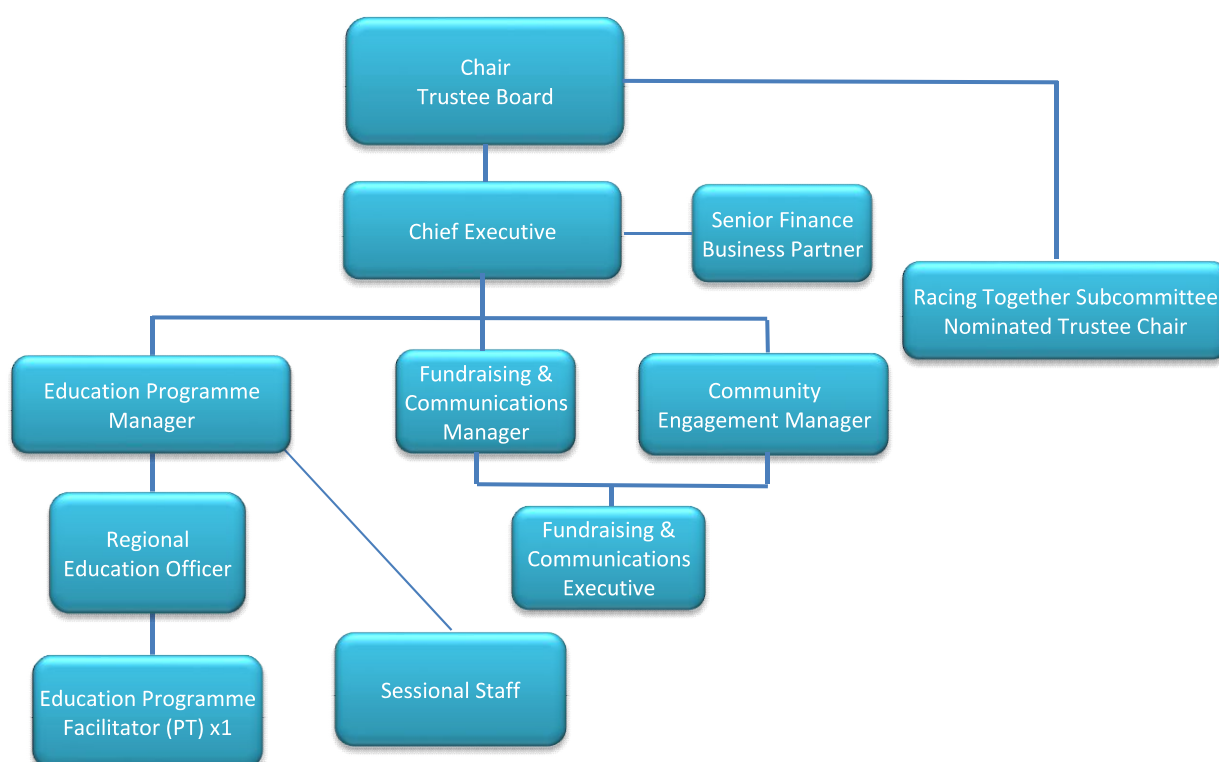 Chair
Trustee Board
Chief Executive
Senior Finance
Business Partner
Racing Together Subcommittee
Nominated Trustee Chair
Education Programme
Manager
Fundraising &
Communications
Manager
Community
Engagement Manager
Regional
Education Officer
Fundraising &
Communications
Executive
Education Programme
Facilitator (PT) x1
Sessional Staff